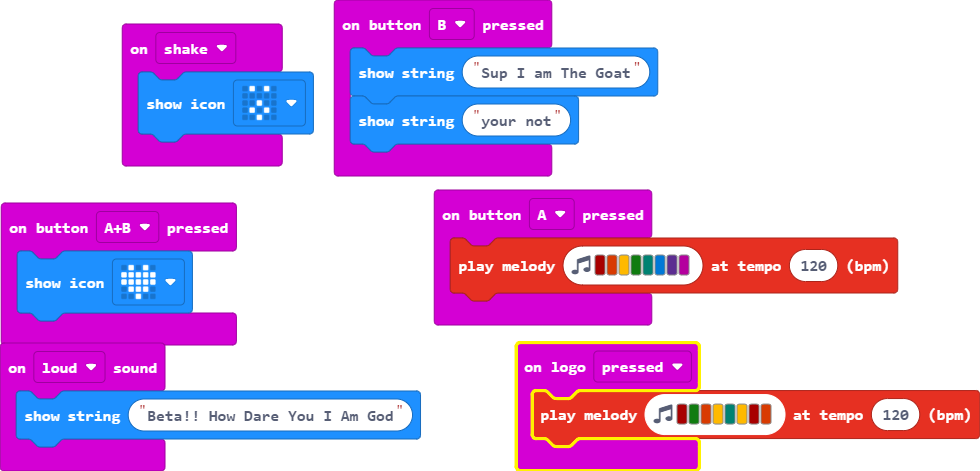 on shake
show icon
on button B pressed
show string "Sup I am The Goat"
show string "your not"
on button A+B pressed
show icon
on button A pressed
play melody at tempo 120 (bpm)
on loud sound
show string "Beta!! How Dare You I Am God"
on logo pressed
play melody at tempo 120 (bpm)